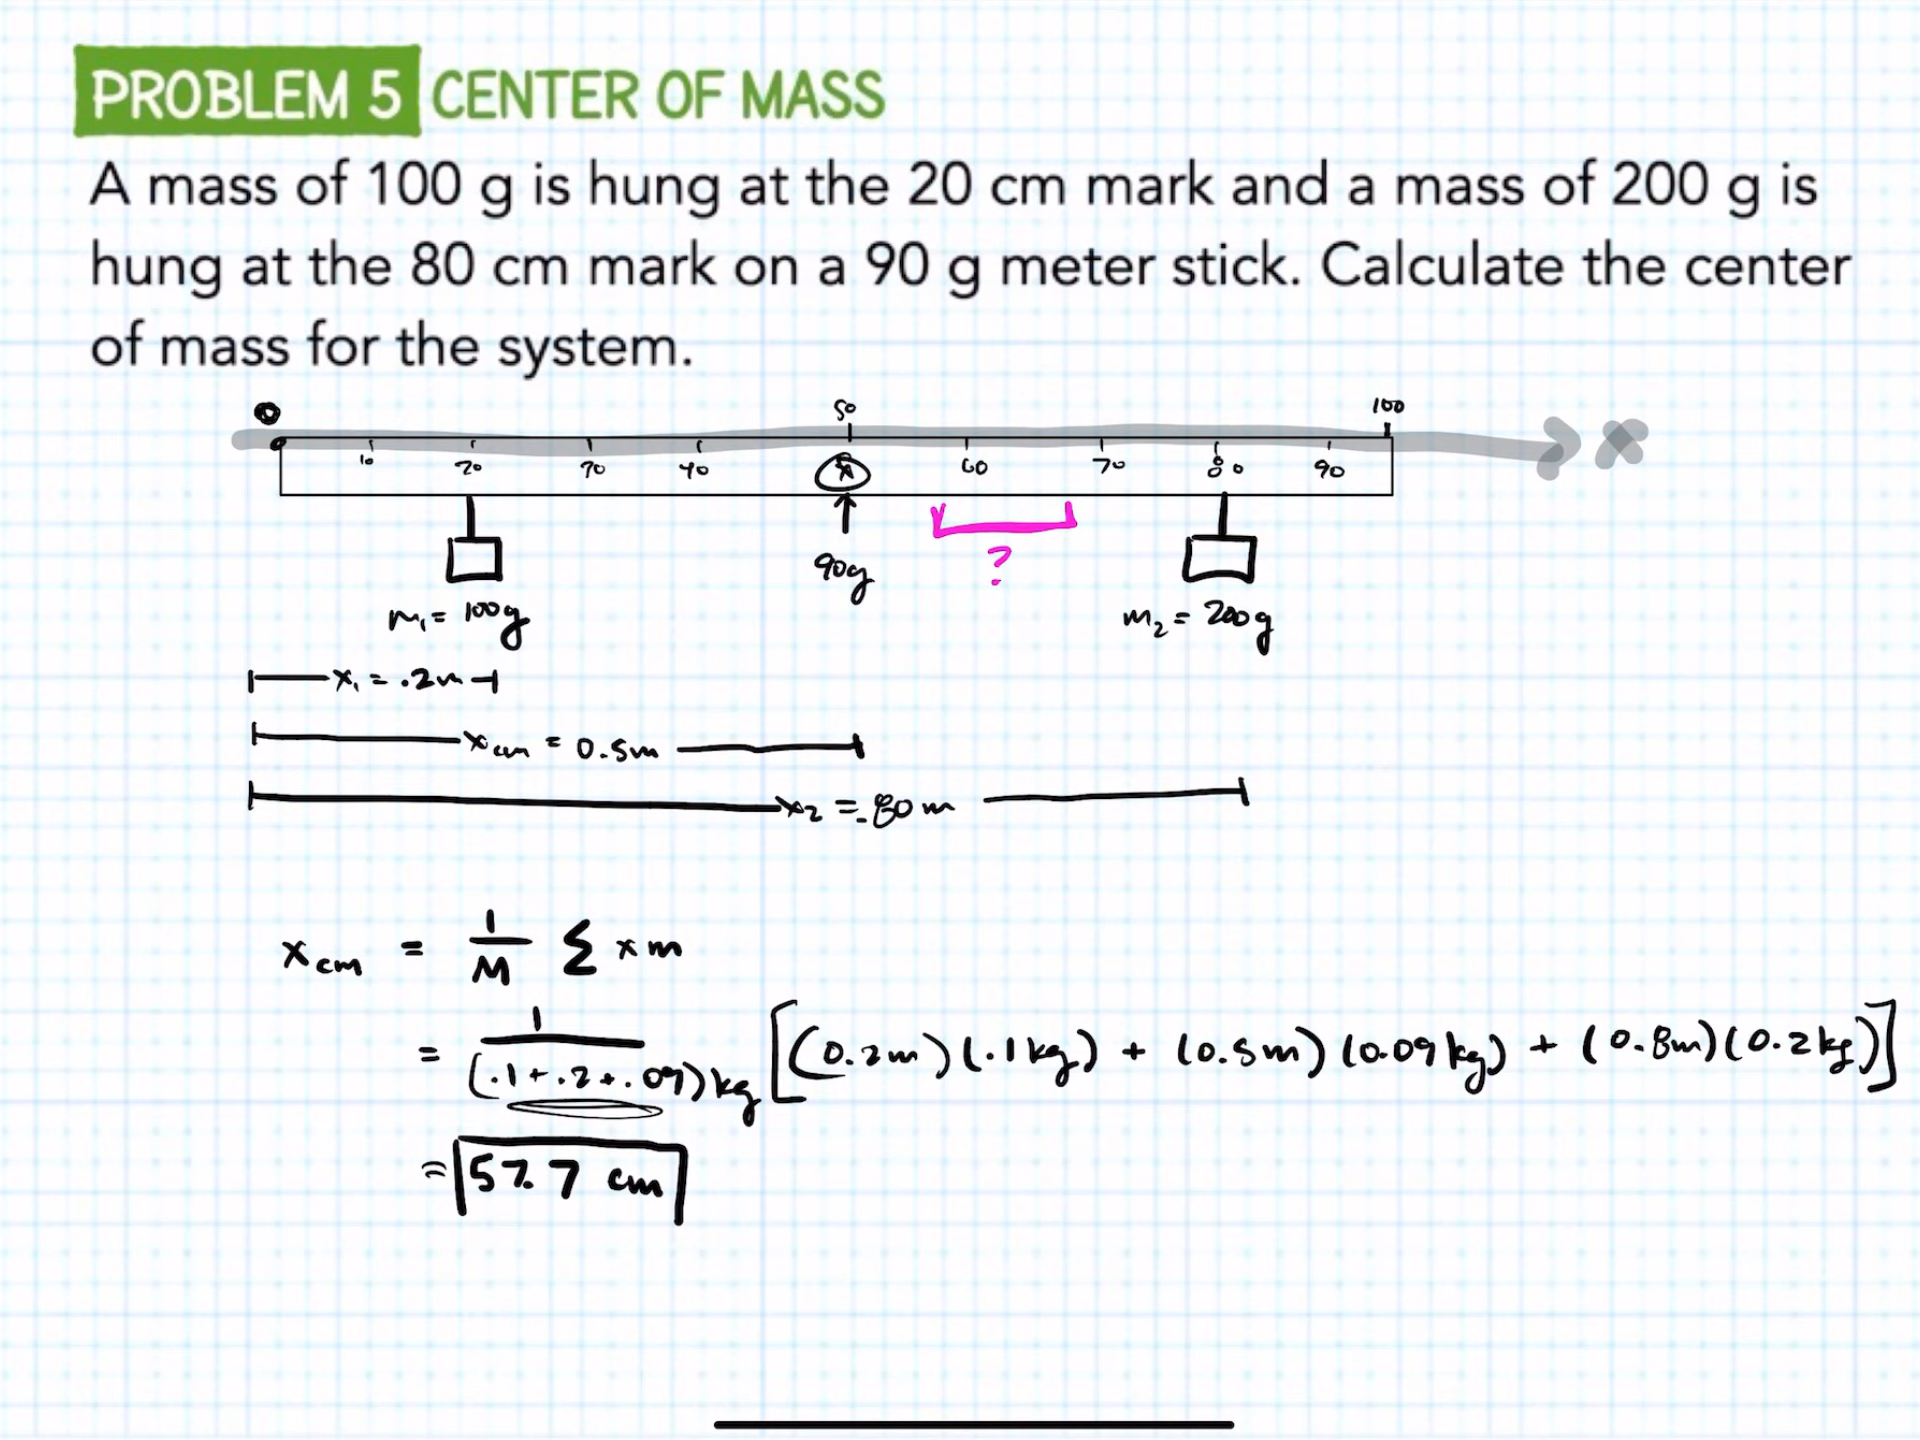 PROBLEM 5 CENTER OF MASS
A mass of 100 g is hung at the 20 cm mark and a mass of 200 g is
hung at the 80 cm mark on a 90 g meter stick. Calculate the center
of mass for the system.
0 50 100
x
10 20 30 40 x 60 70 80 90
?
90g
m₁ = 100g m₂ = 200g
x₁ = .2m
xcm = 0.5m
x₂ = .80m
xcm = 1/M Σ xm
= 1/(.1+.2+.09)kg [(0.2m)(.1kg) + (0.5m)(0.09kg) + (0.8m)(0.2kg)]
= 57.7 cm